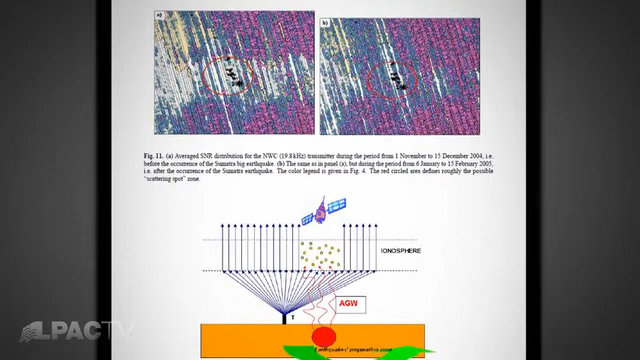 a)
b)
Fig. 11. (a) Averaged SNR distribution for the NWC (19.8 kHz) transmitter during the period from 1 November to 15 December 2004, i.e.
before the occurrence of the Sumatra big earthquake. (b) The same as in panel (a), but during the period from 6 January to 15 February 2005,
i.e. after the occurrence of the Sumatra earthquake. The color legend is given in Fig. 4. The red circled area defines roughly the possible
"scattering spot" zone.
IONOSPHERE
AGW
T
Earthquakes' preparation zone
LPACTV